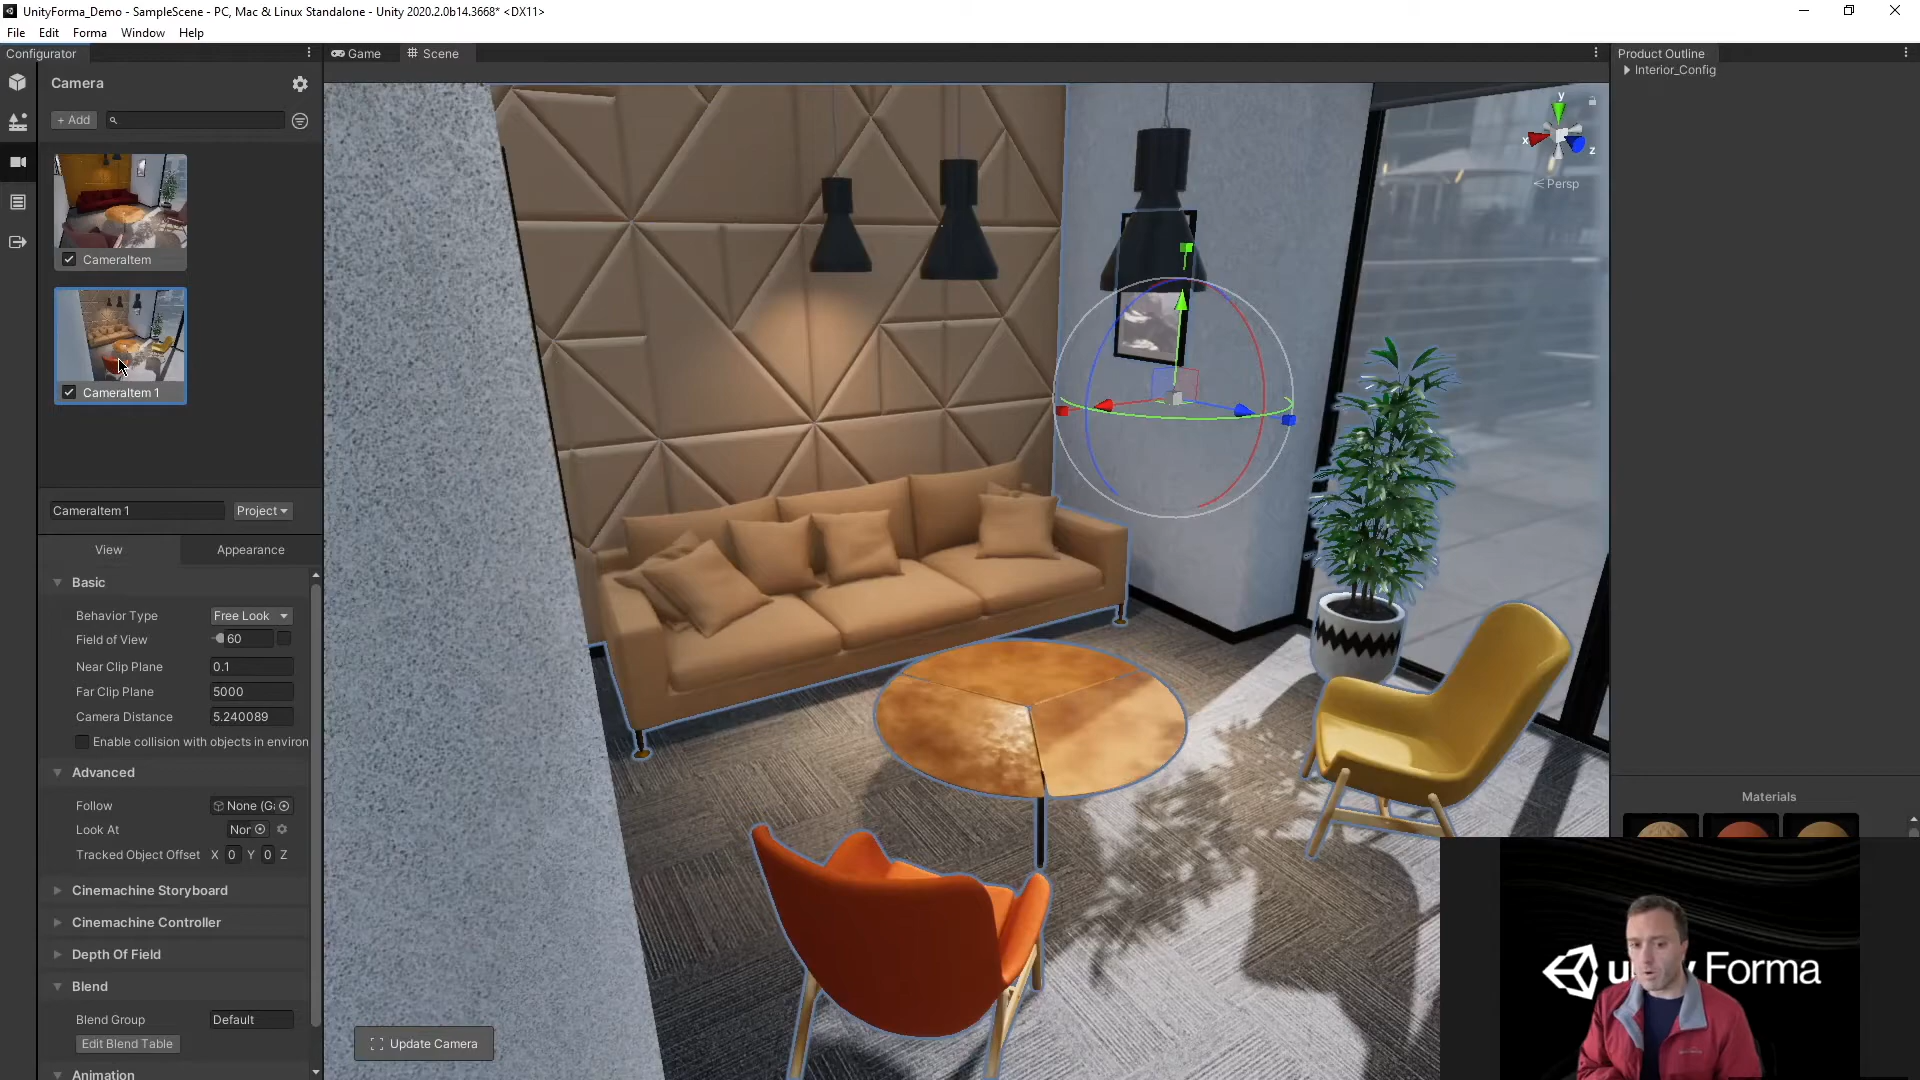 UnityForma_Demo - SampleScene - PC, Mac & Linux Standalone - Unity 2020.2.0b14.3668* <DX11>
File Edit Forma Window Help
Configurator
Camera
+ Add
CameraItem
CameraItem 1
CameraItem 1 Project
View Appearance
Basic
Behavior Type Free Look
Field of View 60
Near Clip Plane 0.1
Far Clip Plane 5000
Camera Distance 5.240089
Enable collision with objects in environ
Advanced
Follow None (Ga
Look At Nor
Tracked Object Offset X 0 Y 0 Z
Cinemachine Storyboard
Cinemachine Controller
Depth Of Field
Blend
Blend Group Default
Edit Blend Table
Animation
Game Scene
y
x
z
Persp
Update Camera
Product Outline
Interior_Config
Materials
Forma